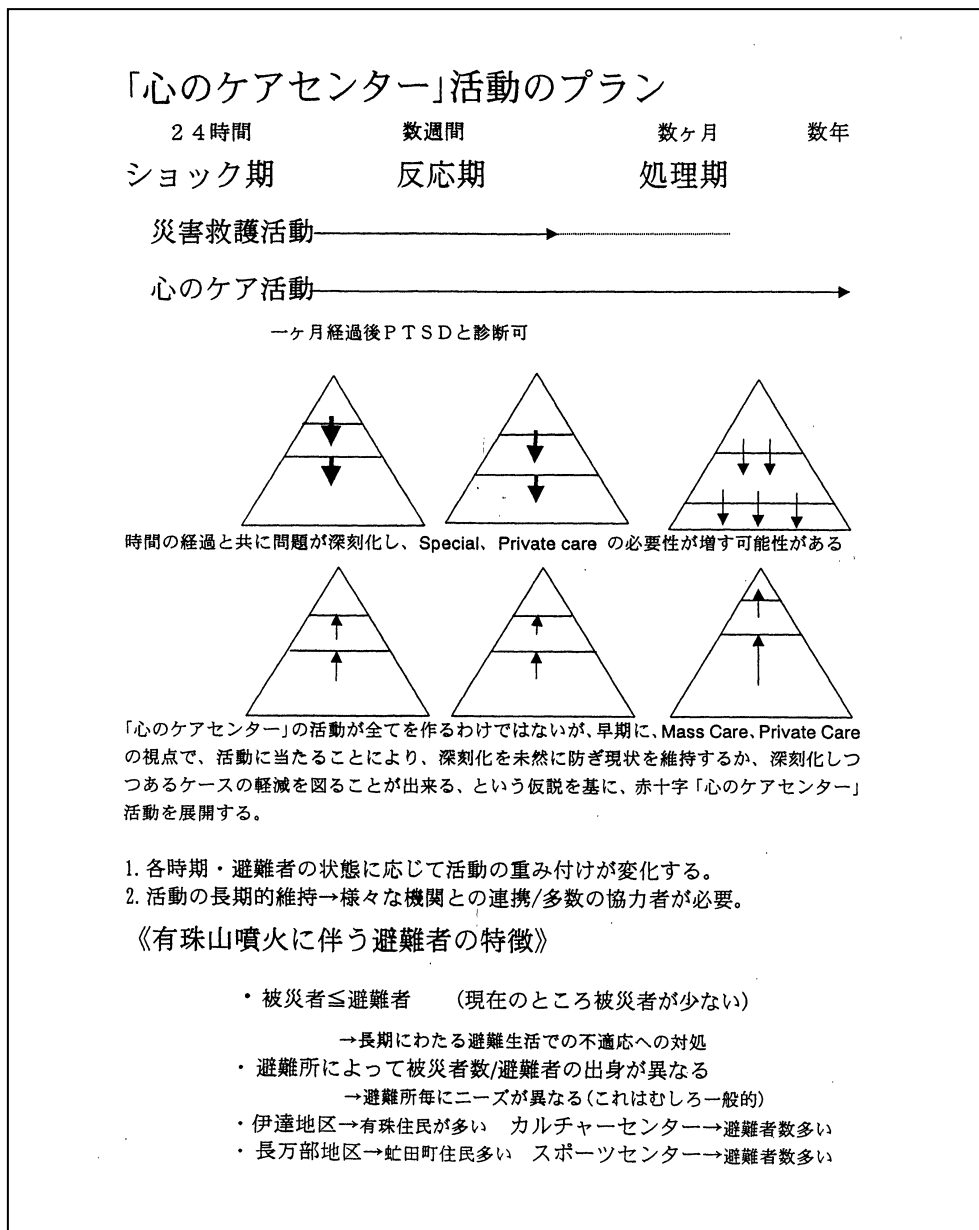 「心のケアセンター」活動のプラン
２４時間　数週間　数ヶ月　数年
ショック期　反応期　処理期
災害救護活動
心のケア活動
一ヶ月経過後ＰＴＳＤと診断可
時間の経過と共に問題が深刻化し、Special、Private care の必要性が増す可能性がある
「心のケアセンター」の活動が全てを作るわけではないが、早期に、Mass Care、Private Care
の視点で、活動に当たることにより、深刻化を未然に防ぎ現状を維持するか、深刻化しつ
つあるケースの軽減を図ることが出来る、という仮説を基に、赤十字「心のケアセンター」
活動を展開する。
1. 各時期・避難者の状態に応じて活動の重み付けが変化する。
2. 活動の長期的維持→様々な機関との連携/多数の協力者が必要。
《有珠山噴火に伴う避難者の特徴》
・被災者≦避難者　（現在のところ被災者が少ない）
→長期にわたる避難生活での不適応への対処
・避難所によって被災者数/避難者の出身が異なる
→避難所毎にニーズが異なる（これはむしろ一般的）
・伊達地区→有珠住民が多い　カルチャーセンター→避難者数多い
・長万部地区→虻田町住民多い　スポーツセンター→避難者数多い